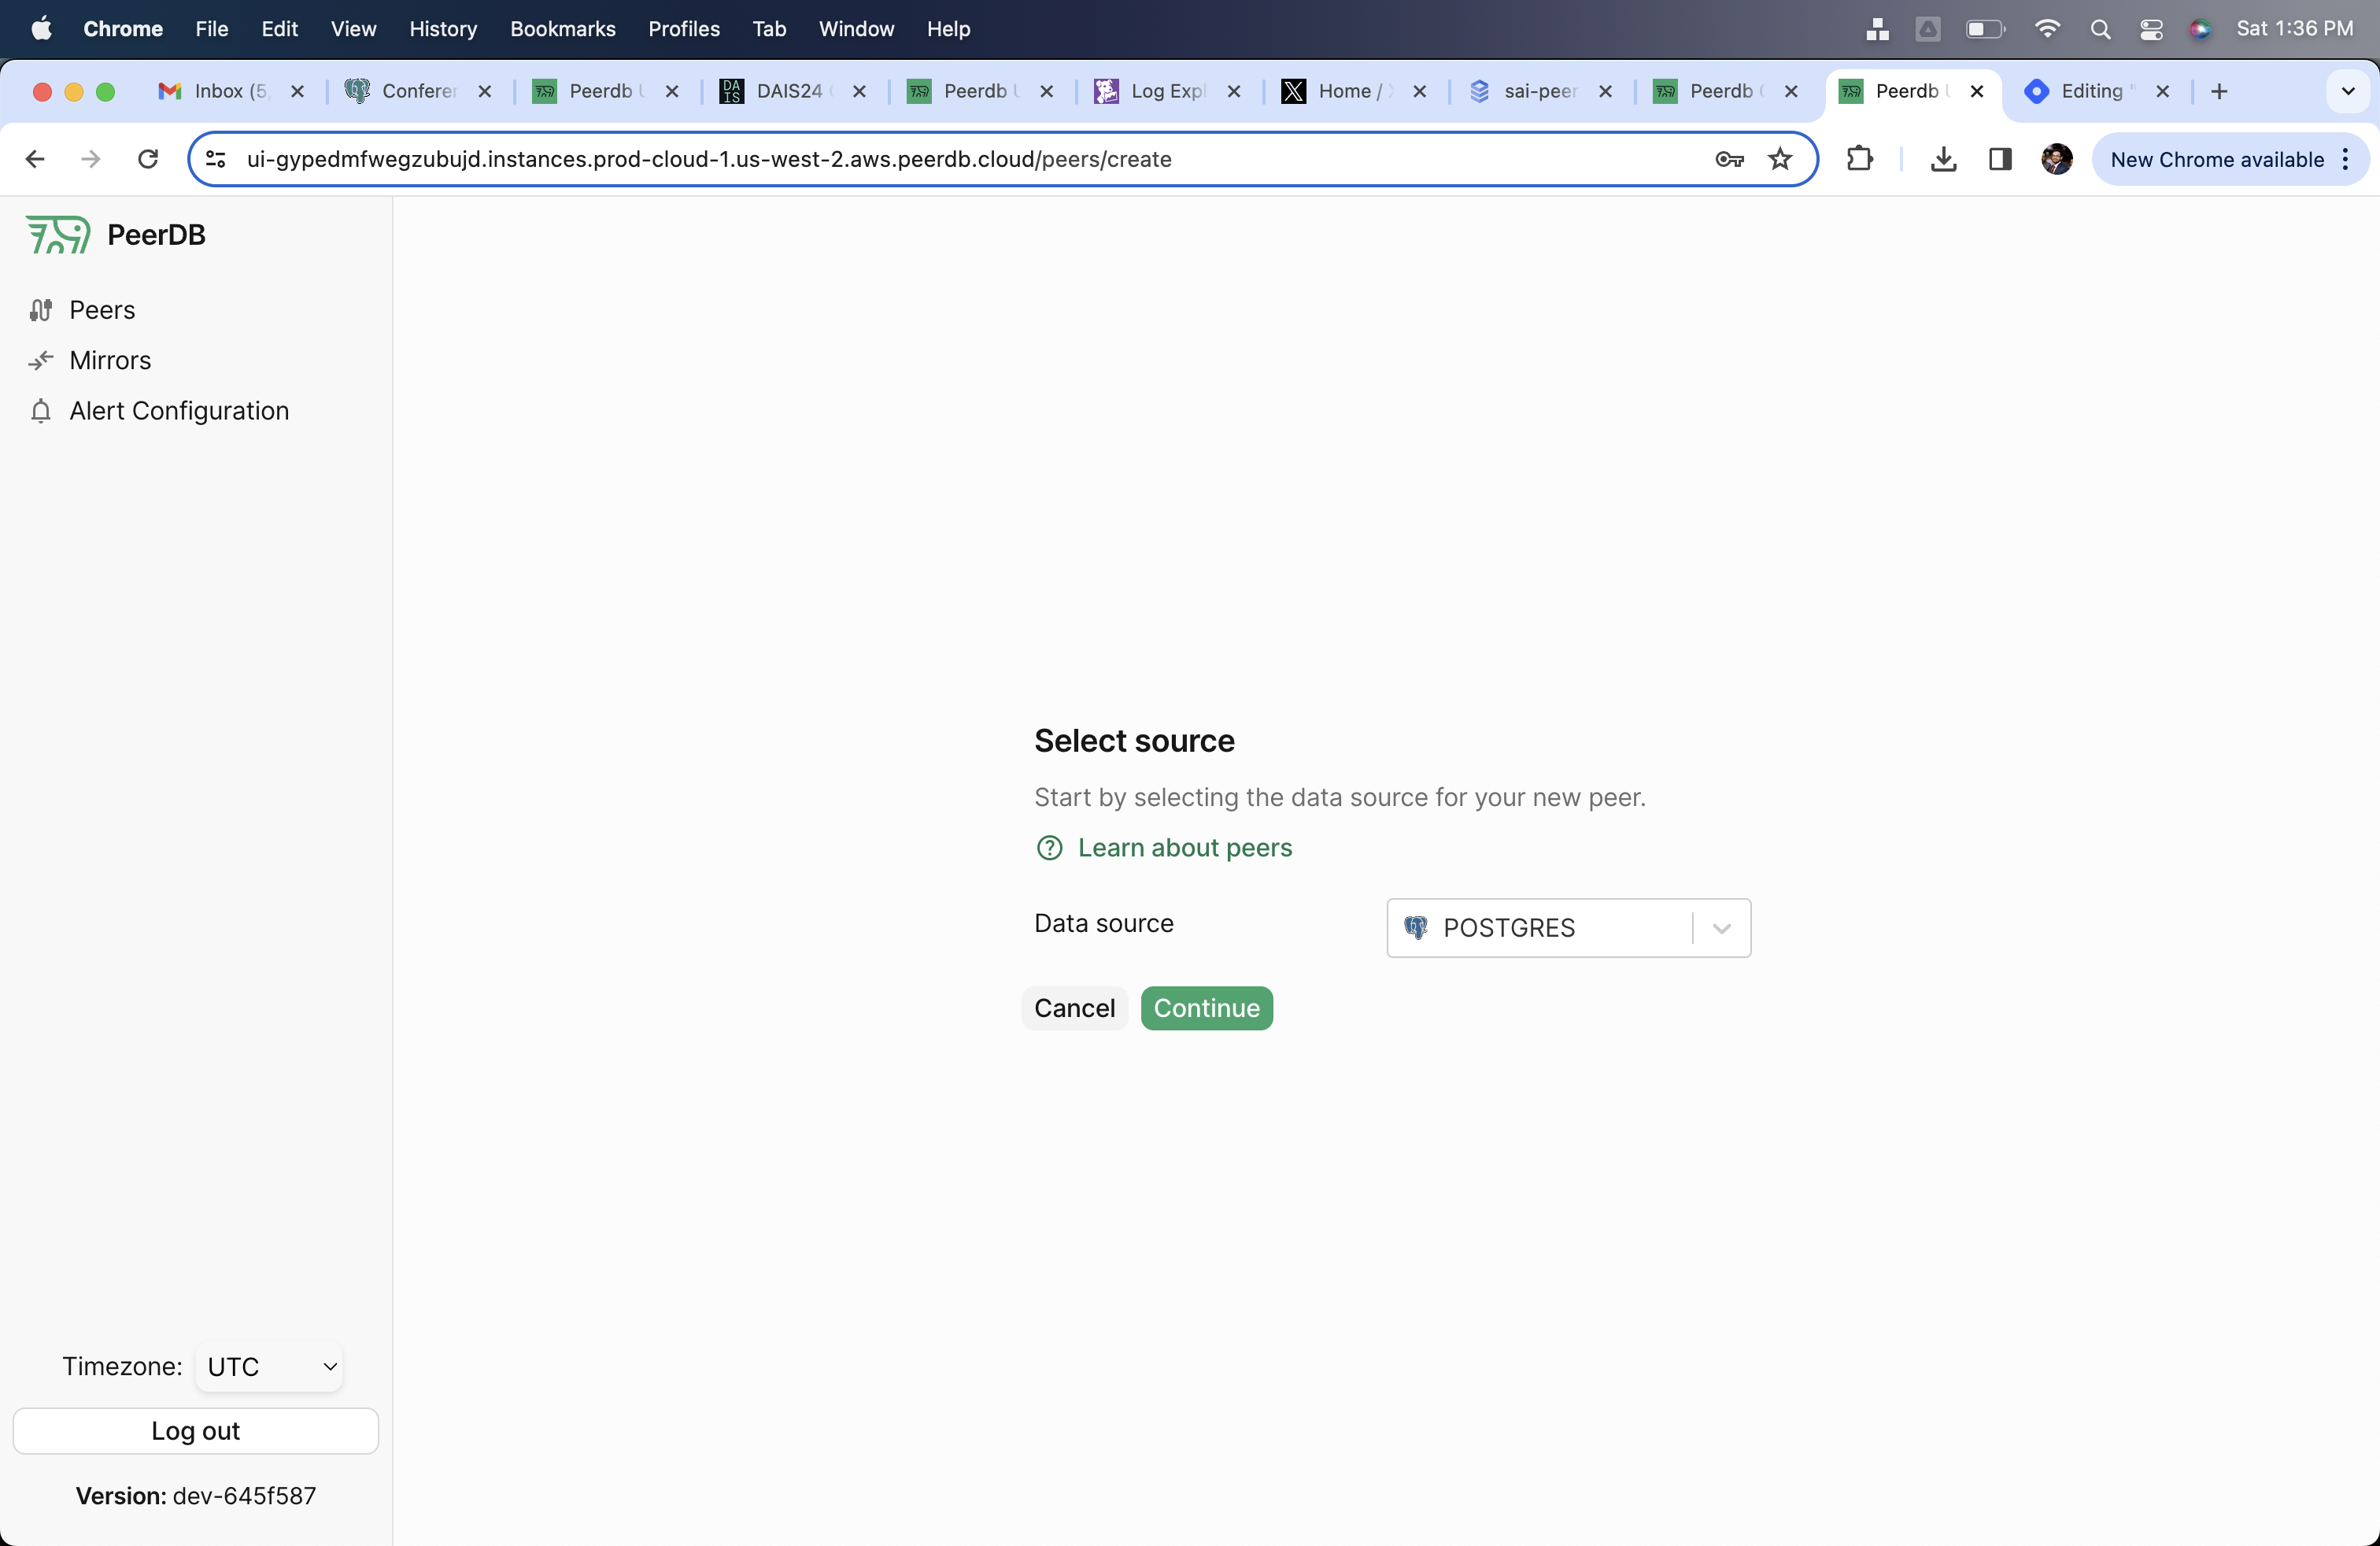 Chrome File Edit View History Bookmarks Profiles Tab Window Help Sat 1:36 PM
Inbox (5, Conferen Peerdb U DAIS24 Peerdb U Log Expl Home / sai-peer Peerdb Peerdb U Editing "
ui-gypedmfwegzubujd.instances.prod-cloud-1.us-west-2.aws.peerdb.cloud/peers/create New Chrome available
PeerDB
Peers
Mirrors
Alert Configuration
Select source
Start by selecting the data source for your new peer.
Learn about peers
Data source POSTGRES
Cancel Continue
Timezone: UTC
Log out
Version: dev-645f587